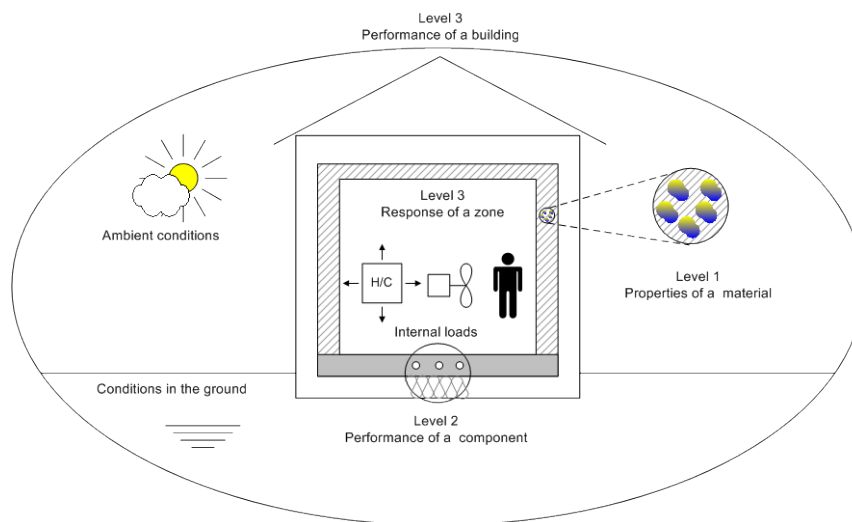 Level 3
Performance of a building
Level 3
Response of a zone
Ambient conditions
H/C
Level 1
Properties of a material
Internal loads
Conditions in the ground
Level 2
Performance of a component